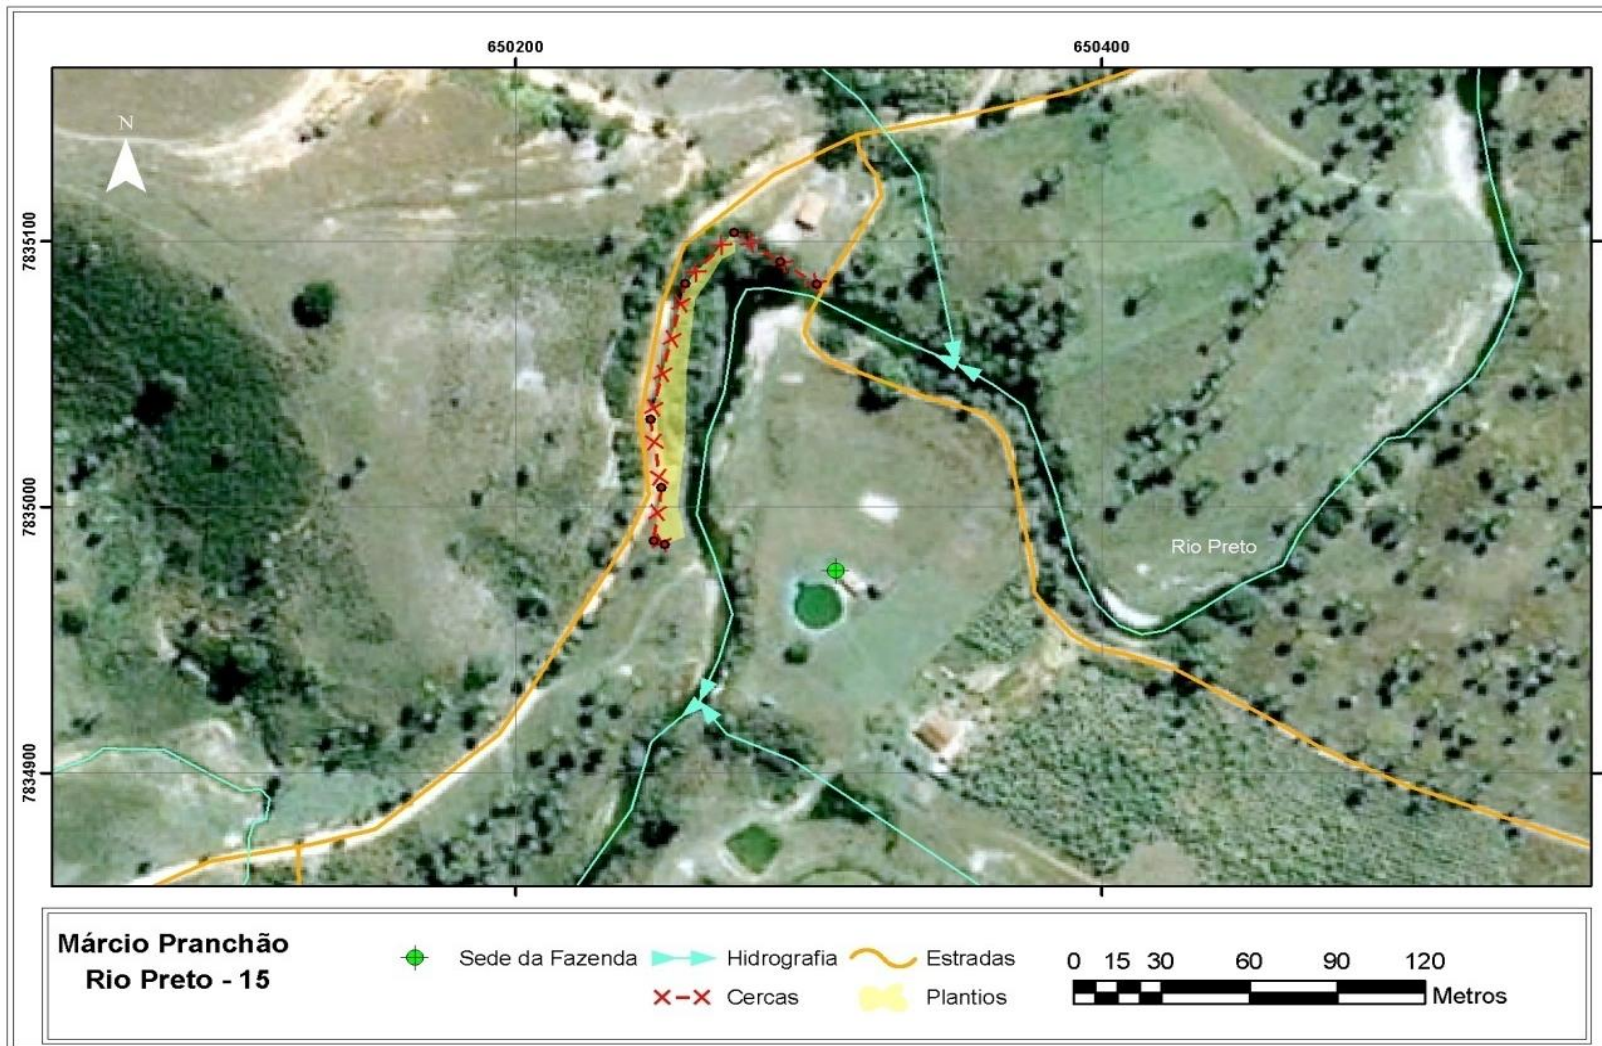 650200
650400
N
7835100
7835000
7834900
Rio Preto
Márcio Pranchão
Rio Preto - 15
Sede da Fazenda
Hidrografia
Estradas
Cercas
Plantios
0 15 30 60 90 120
Metros